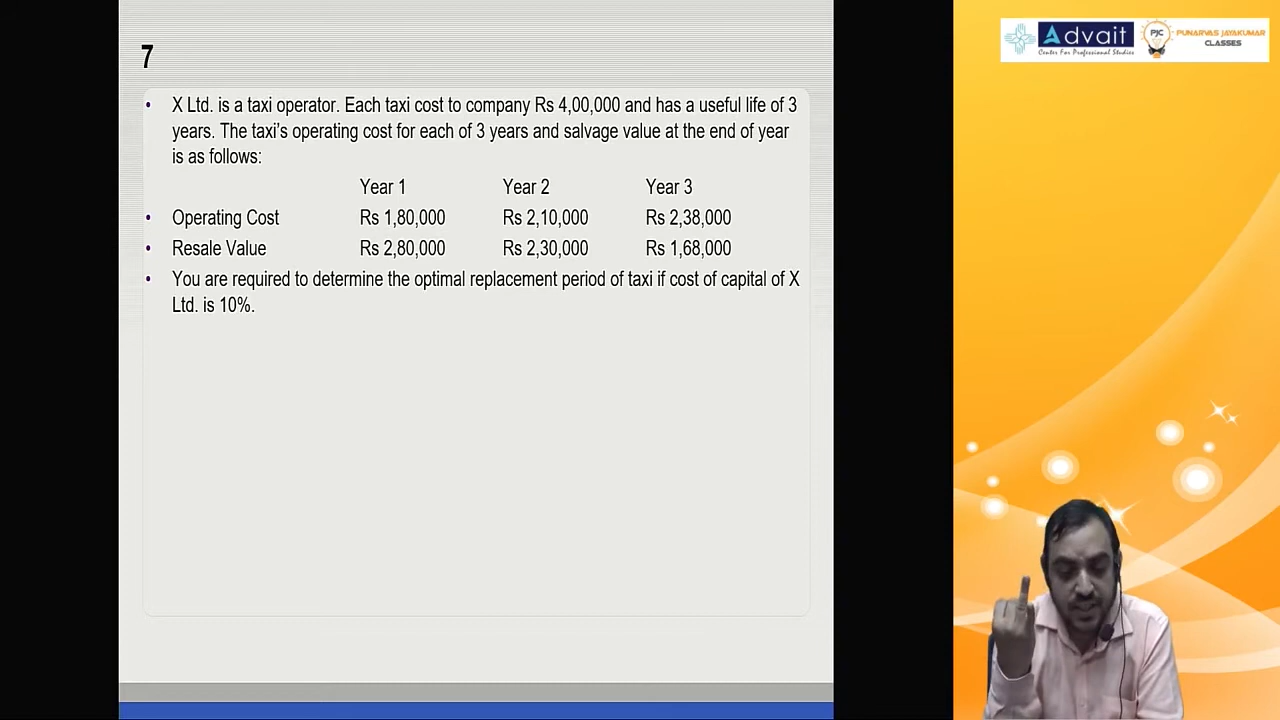 7
• X Ltd. is a taxi operator. Each taxi cost to company Rs 4,00,000 and has a useful life of 3
years. The taxi's operating cost for each of 3 years and salvage value at the end of year
is as follows:
Year 1 Year 2 Year 3
• Operating Cost Rs 1,80,000 Rs 2,10,000 Rs 2,38,000
• Resale Value Rs 2,80,000 Rs 2,30,000 Rs 1,68,000
• You are required to determine the optimal replacement period of taxi if cost of capital of X
Ltd. is 10%.
Advait
Center For Professional Studies
PJC
PUNARVAS JAYAKUMAR
CLASSES